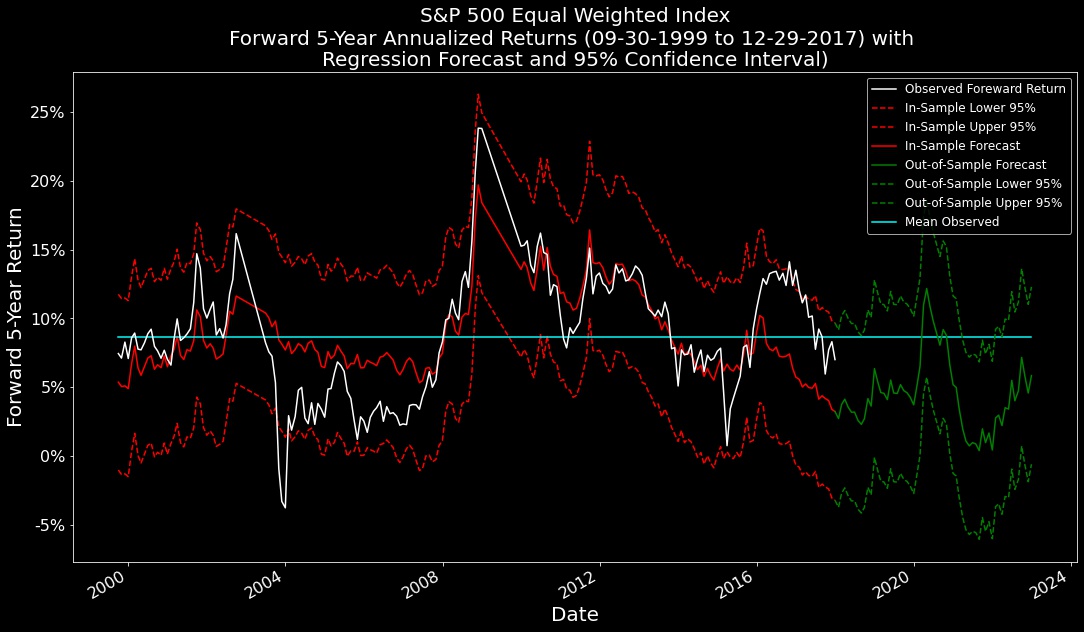 S&P 500 Equal Weighted Index
Forward 5-Year Annualized Returns (09-30-1999 to 12-29-2017) with
Regression Forecast and 95% Confidence Interval)
Observed Foreward Return
In-Sample Lower 95%
In-Sample Upper 95%
In-Sample Forecast
Out-of-Sample Forecast
Out-of-Sample Lower 95%
Out-of-Sample Upper 95%
Mean Observed
Forward 5-Year Return
25%
20%
15%
10%
5%
0%
-5%
2000
2004
2008
2012
2016
2020
2024
Date